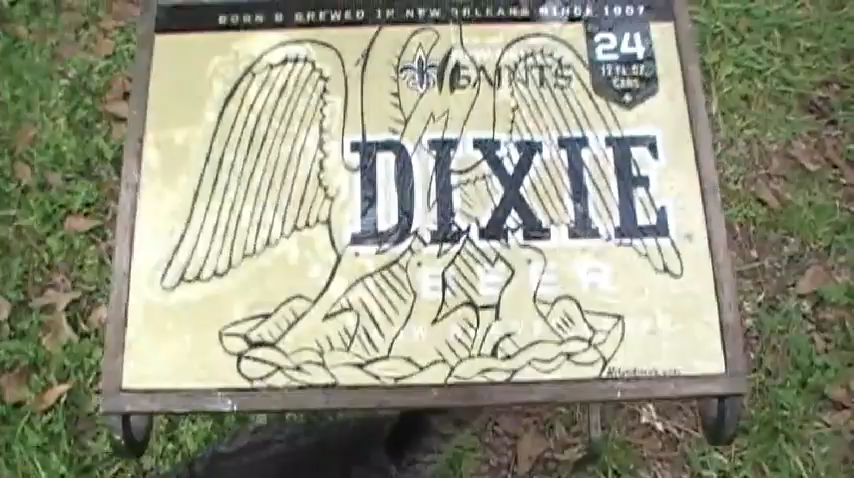 BORN & BREWED IN NEW ORLEANS SINCE 1907
24
12 FL. OZ.
CANS
SAINTS
DIXIE
BEER